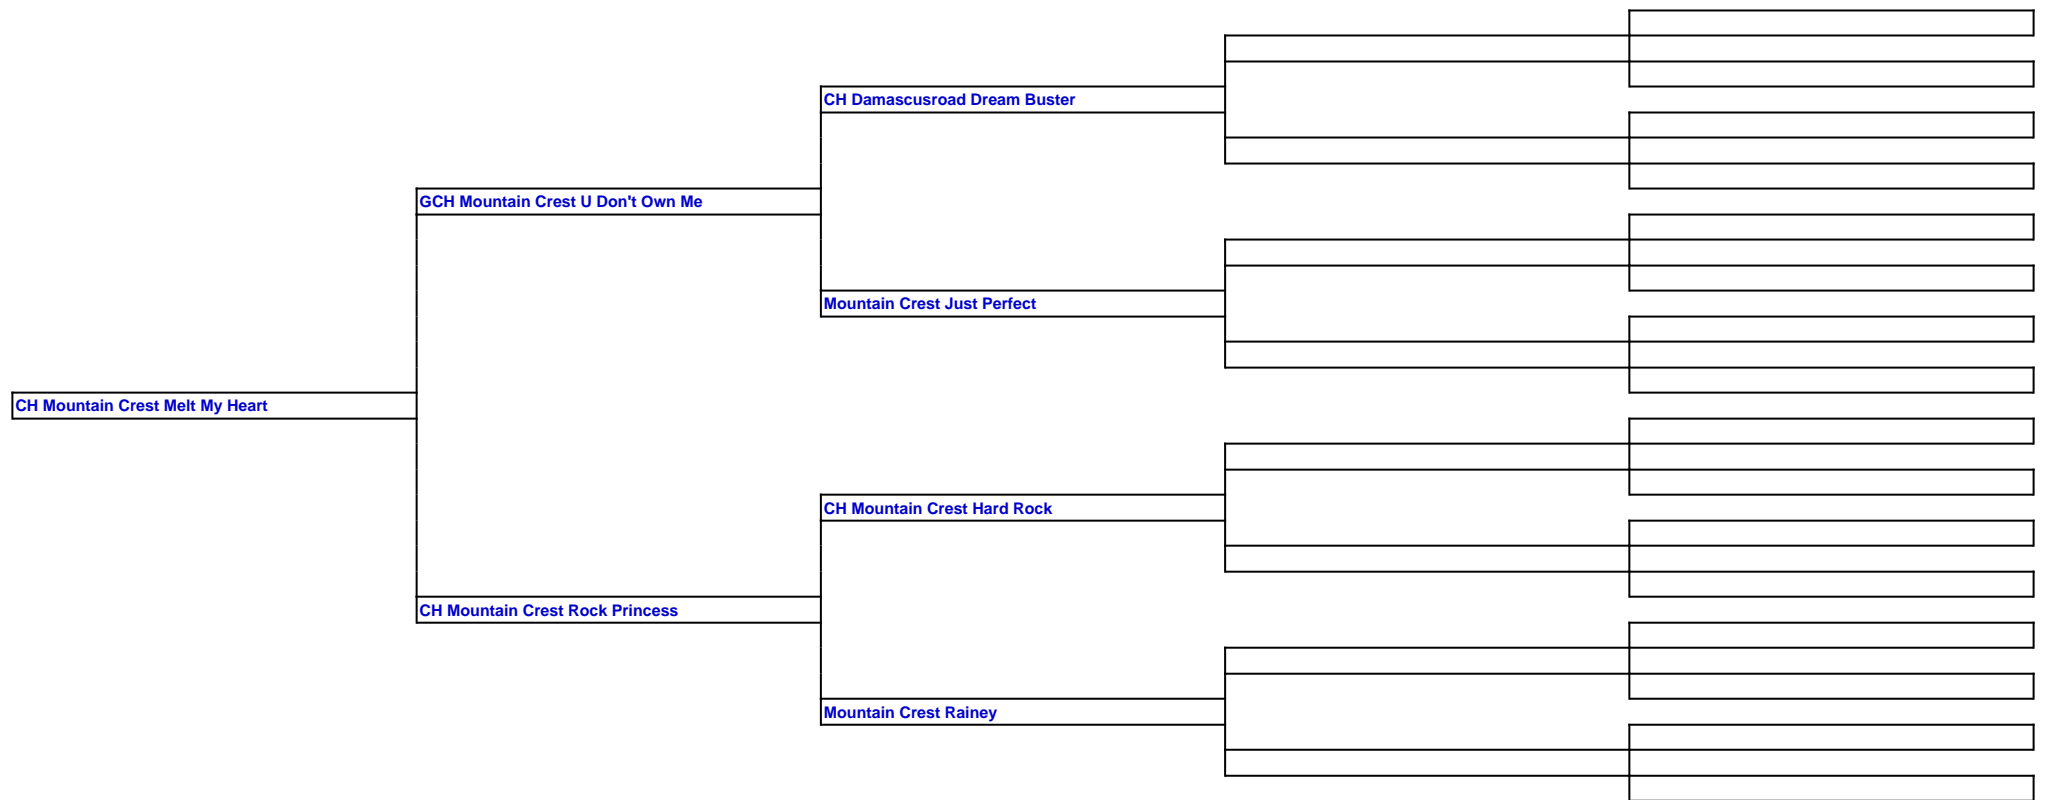 CH Damascusroad Dream Buster
GCH Mountain Crest U Don't Own Me
Mountain Crest Just Perfect
CH Mountain Crest Melt My Heart
CH Mountain Crest Hard Rock
CH Mountain Crest Rock Princess
Mountain Crest Rainey